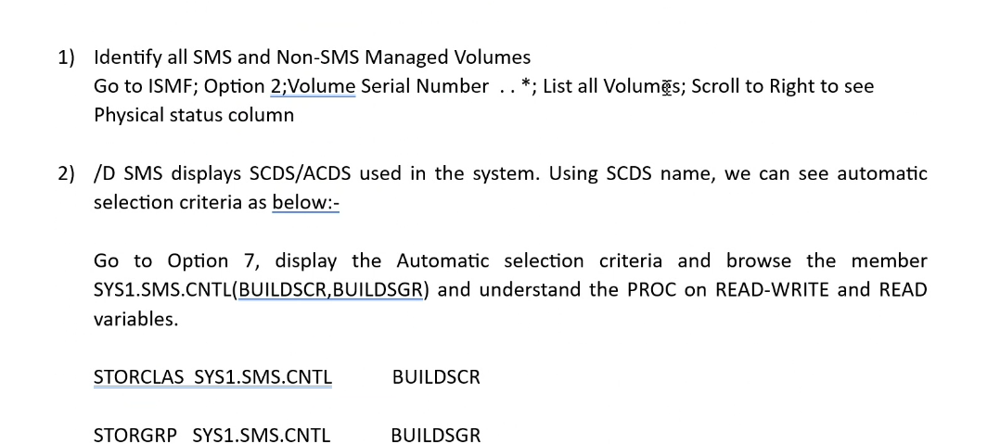 1) Identify all SMS and Non-SMS Managed Volumes
Go to ISMF; Option 2;Volume Serial Number . . *; List all Volumes; Scroll to Right to see
Physical status column
2) /D SMS displays SCDS/ACDS used in the system. Using SCDS name, we can see automatic
selection criteria as below:-
Go to Option 7, display the Automatic selection criteria and browse the member
SYS1.SMS.CNTL(BUILDSCR,BUILDSGR) and understand the PROC on READ-WRITE and READ
variables.
STORCLAS SYS1.SMS.CNTL BUILDSCR
STORGRP SYS1.SMS.CNTL BUILDSGR